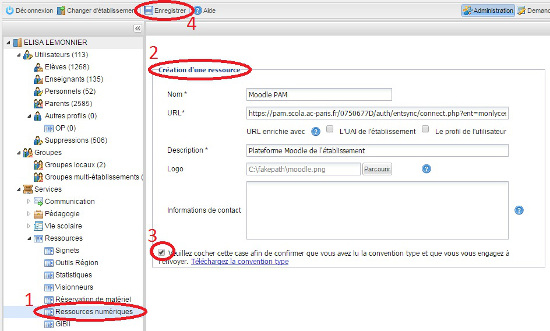 Déconnexion Changer d'établissement Enregistrer Aide Administration Demand
4
ELISA LEMONNIER
Utilisateurs (113)
Elèves (1268)
Enseignants (135)
Personnels (52)
Parents (2585)
Autres profils (0)
OP (0)
Suppressions (506)
Groupes
Groupes locaux (2)
Groupes multi-établissements (
Services
Communication
Pédagogie
Vie scolaire
Ressources
Signets
Outils Région
Statistiques
Visionneurs
Réservation de matériel
1
Ressources numériques
GIBII
2
Création d'une ressource
Nom * Moodle PAM
URL* https://pam.scola.ac-paris.fr/0750677D/auth/entsync/connect.php?ent=monlycee
URL enrichie avec L'UAI de l'établissement Le profil de l'utilisateur
Description * Plateforme Moodle de l'établissement
Logo C:\fakepath\moodle.png Parcourir
Informations de contact
3
Veuillez cocher cette case afin de confirmer que vous avez lu la convention type et que vous vous engagez à
l'envoyer. Téléchargez la convention type